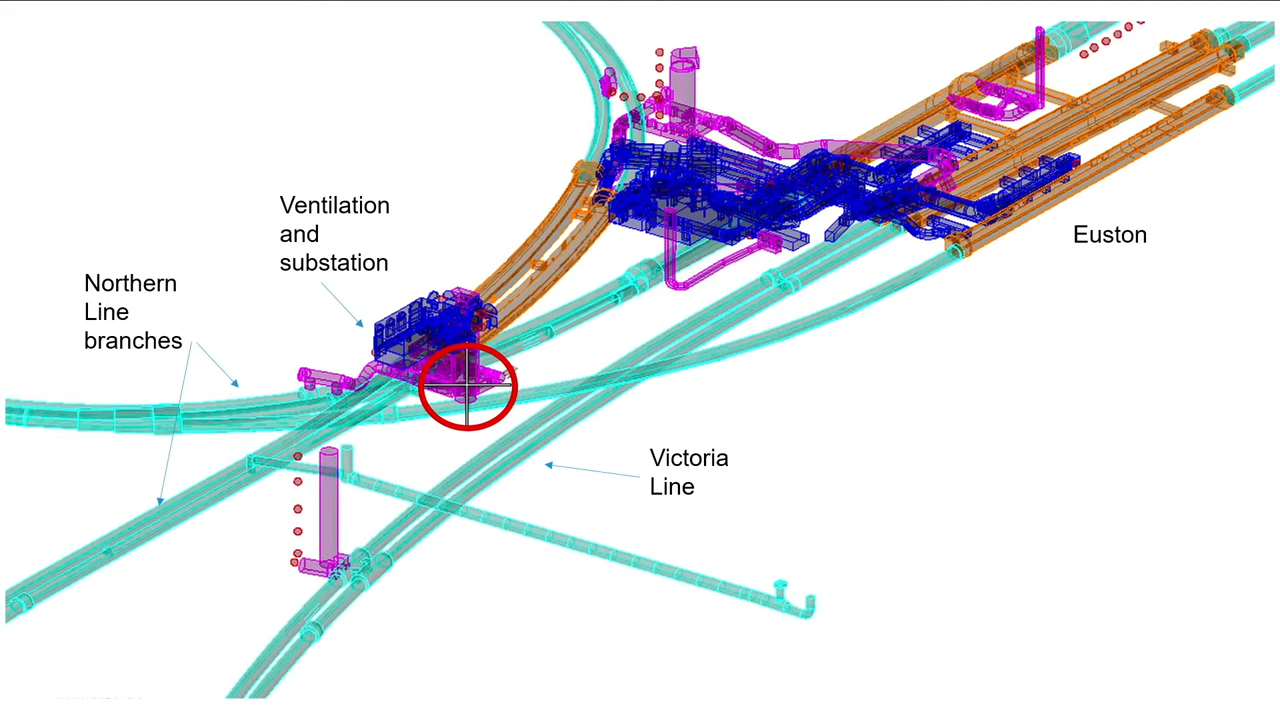 Ventilation
and
substation
Northern
Line
branches
Euston
Victoria
Line